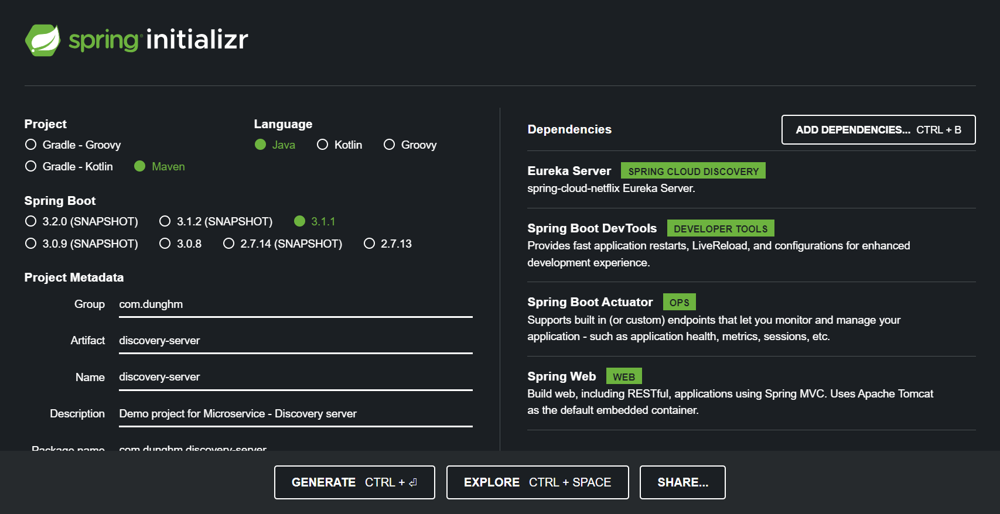 spring initializr
Project
Gradle - Groovy
Gradle - Kotlin Maven
Language
Java Kotlin Groovy
Spring Boot
3.2.0 (SNAPSHOT) 3.1.2 (SNAPSHOT) 3.1.1
3.0.9 (SNAPSHOT) 3.0.8 2.7.14 (SNAPSHOT) 2.7.13
Project Metadata
Group com.dunghm
Artifact discovery-server
Name discovery-server
Description Demo project for Microservice - Discovery server
Package name com.dunghm.discovery-server
Dependencies
ADD DEPENDENCIES... CTRL + B
Eureka Server SPRING CLOUD DISCOVERY
spring-cloud-netflix Eureka Server.
Spring Boot DevTools DEVELOPER TOOLS
Provides fast application restarts, LiveReload, and configurations for enhanced
development experience.
Spring Boot Actuator OPS
Supports built in (or custom) endpoints that let you monitor and manage your
application - such as application health, metrics, sessions, etc.
Spring Web WEB
Build web, including RESTful, applications using Spring MVC. Uses Apache Tomcat
as the default embedded container.
GENERATE CTRL + ⏎
EXPLORE CTRL + SPACE
SHARE...